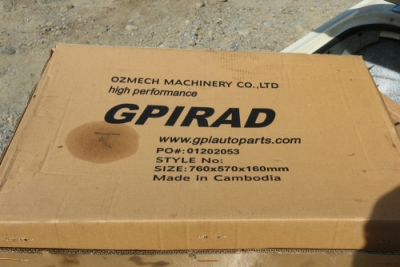 OZMECH MACHINERY CO.,LTD
high performance
GPIRAD
www.gpiautoparts.com
PO#: 01202053
STYLE No:
SIZE: 760x570x160mm
Made in Cambodia